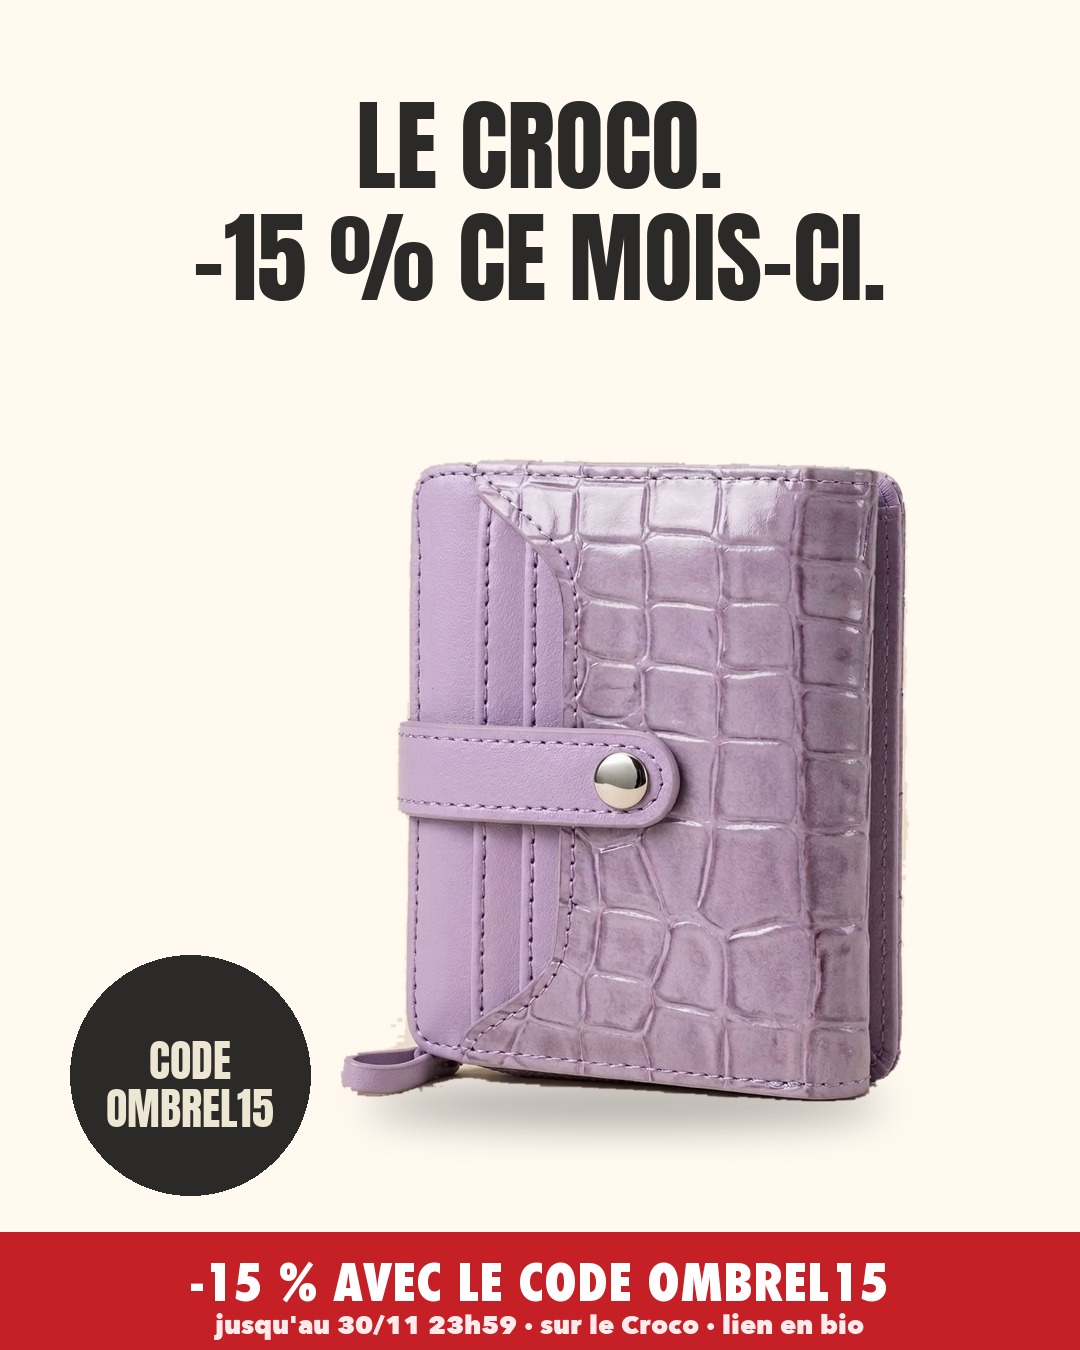 LE CROCO.
-15 % CE MOIS-CI.
CODE
OMBREL15
-15 % AVEC LE CODE OMBREL15
jusqu'au 30/11 23h59 · sur le Croco · lien en bio